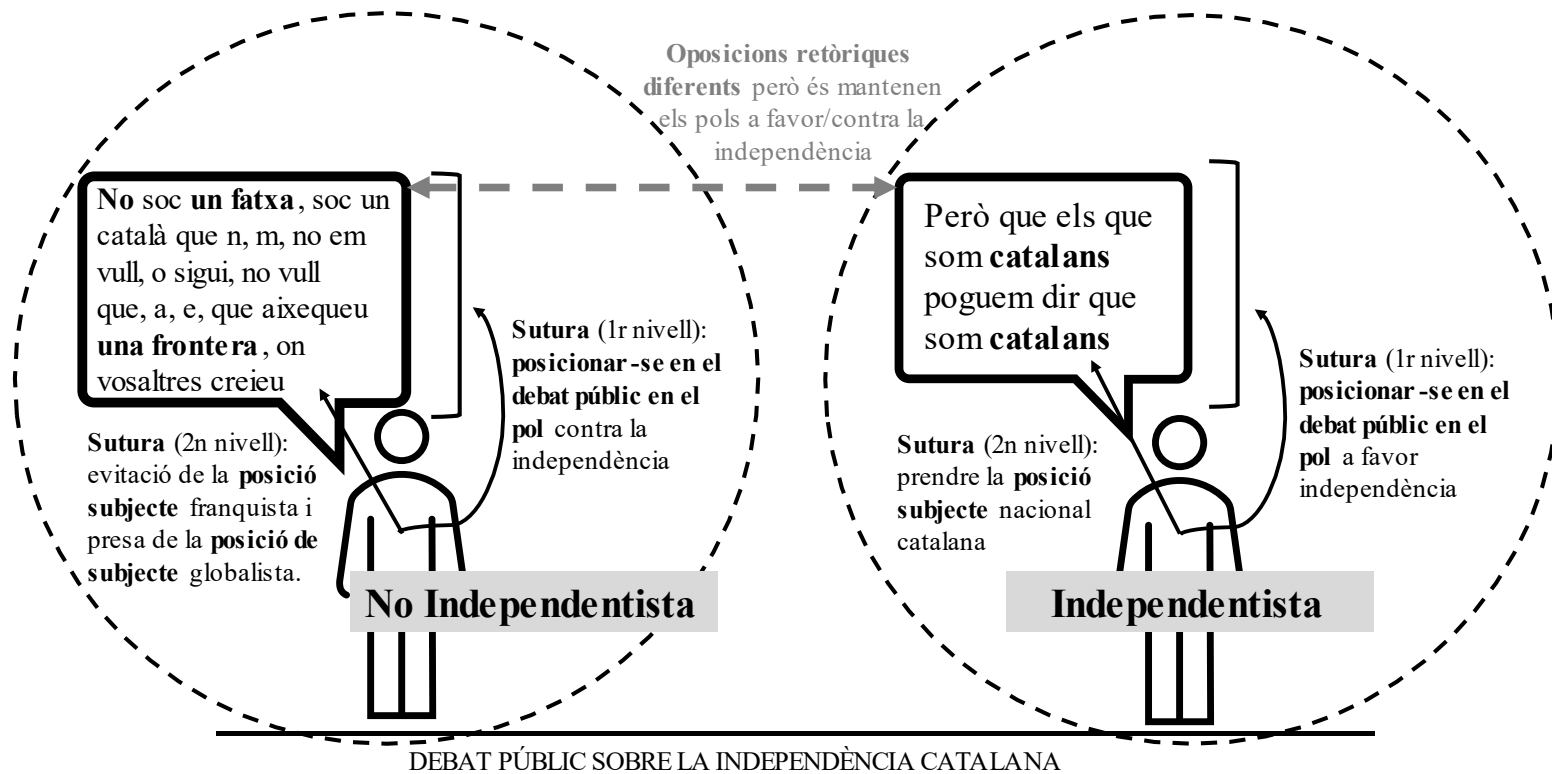 Oposicions retòriques
diferents però és mantenen
els pols a favor/contra la
independència
No soc un fatxa, soc un
català que n, m, no em
vull, o sigui, no vull
que, a, e, que aixequeu
una frontera, on
vosaltres creieu
Sutura (1r nivell):
posicionar-se en el
debat públic en el
pol contra la
independència
Sutura (2n nivell):
evitació de la posició
subjecte franquista i
presa de la posició de
subjecte globalista.
No Independentista
Però que els que
som catalans
poguem dir que
som catalans
Sutura (1r nivell):
posicionar-se en el
debat públic en el
pol a favor
independència
Sutura (2n nivell):
prendre la posició
subjecte nacional
catalana
Independentista
DEBAT PÚBLIC SOBRE LA INDEPENDÈNCIA CATALANA